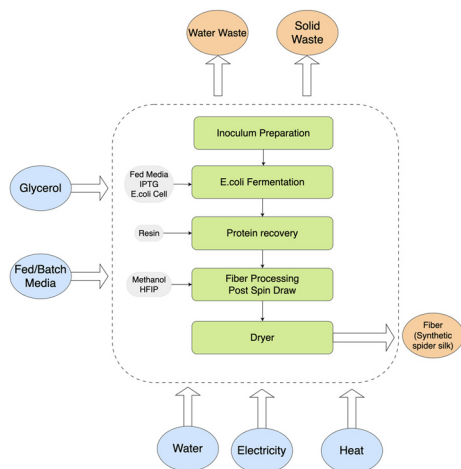 Water Waste
Solid
Waste
Inoculum Preparation
Glycerol
Fed Media
IPTG
E.coli Cell
E.coli Fermentation
Resin
Protein recovery
Fed/Batch
Media
Methanol
HFIP
Fiber Processing
Post Spin Draw
Dryer
Fiber
(Synthetic
spider silk)
Water
Electricity
Heat